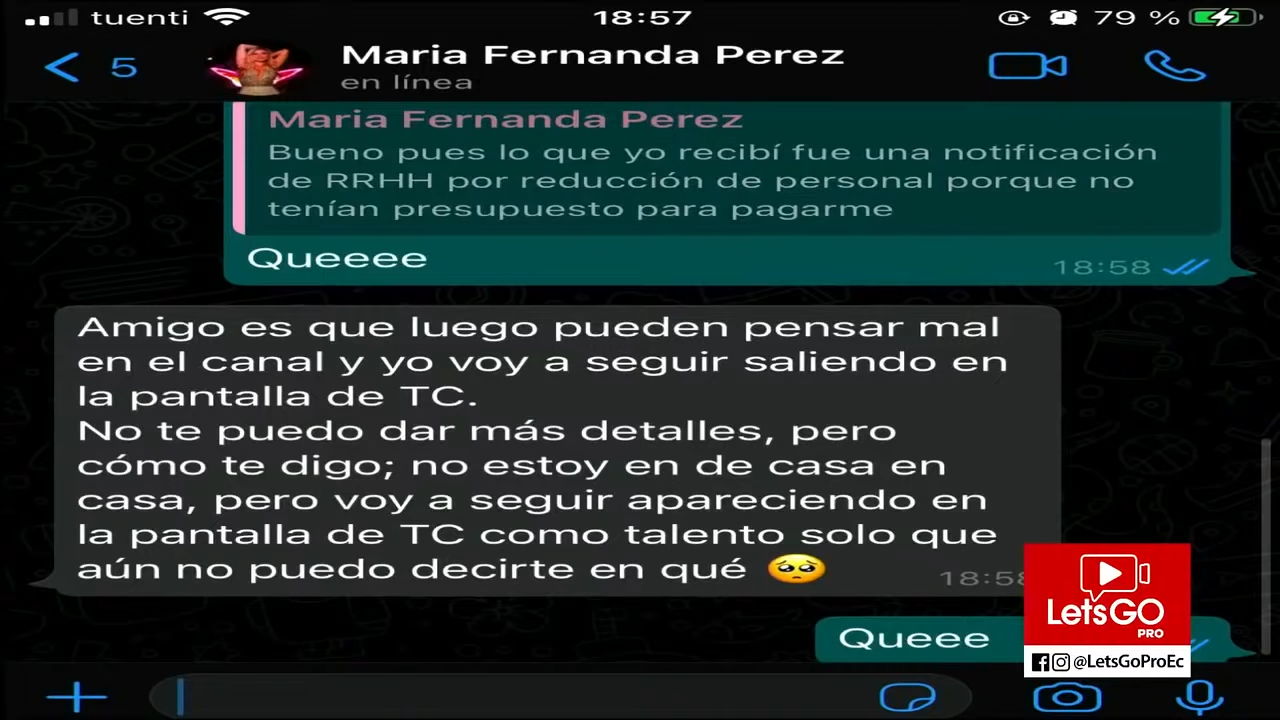 tuenti
18:57
79 %
5
Maria Fernanda Perez
en línea
Maria Fernanda Perez
Bueno pues lo que yo recibí fue una notificación
de RRHH por reducción de personal porque no
tenían presupuesto para pagarme
Queeee
18:58
Amigo es que luego pueden pensar mal
en el canal y yo voy a seguir saliendo en
la pantalla de TC.
No te puedo dar más detalles, pero
cómo te digo; no estoy en de casa en
casa, pero voy a seguir apareciendo en
la pantalla de TC como talento solo que
aún no puedo decirte en qué 🥺
18:58
Queee
LetsGO
PRO
@LetsGoProEc